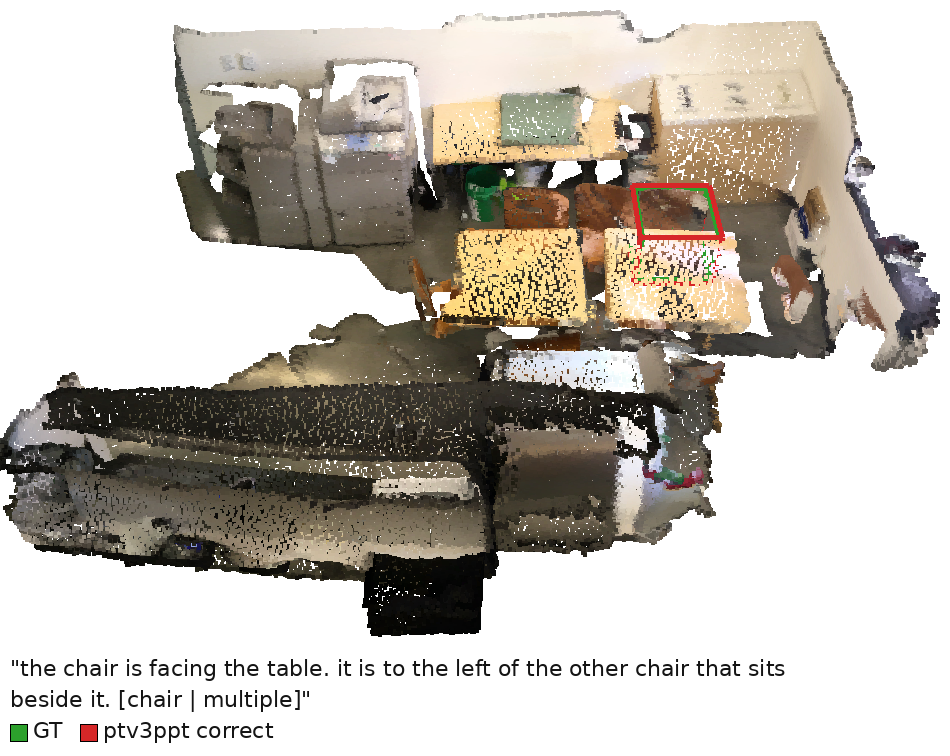 "the chair is facing the table. it is to the left of the other chair that sits
beside it. [chair | multiple]"
GT ptv3ppt correct